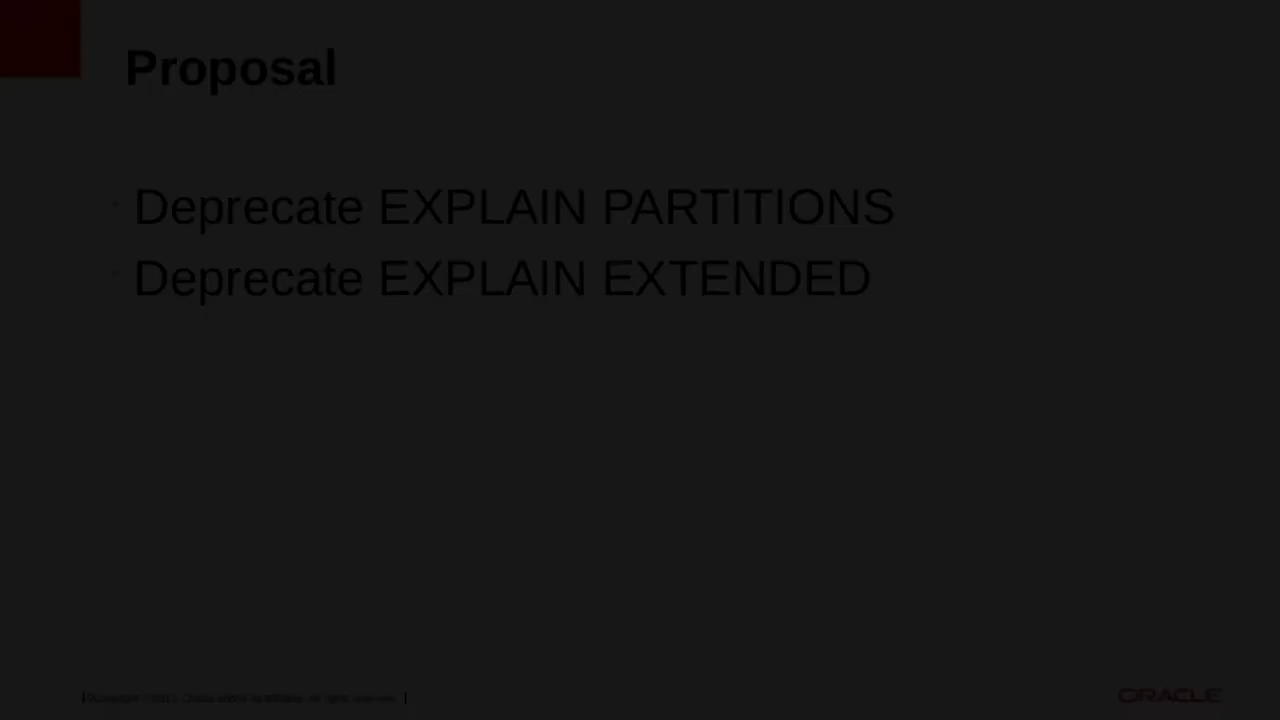 Proposal
Deprecate EXPLAIN PARTITIONS
Deprecate EXPLAIN EXTENDED
ORACLE